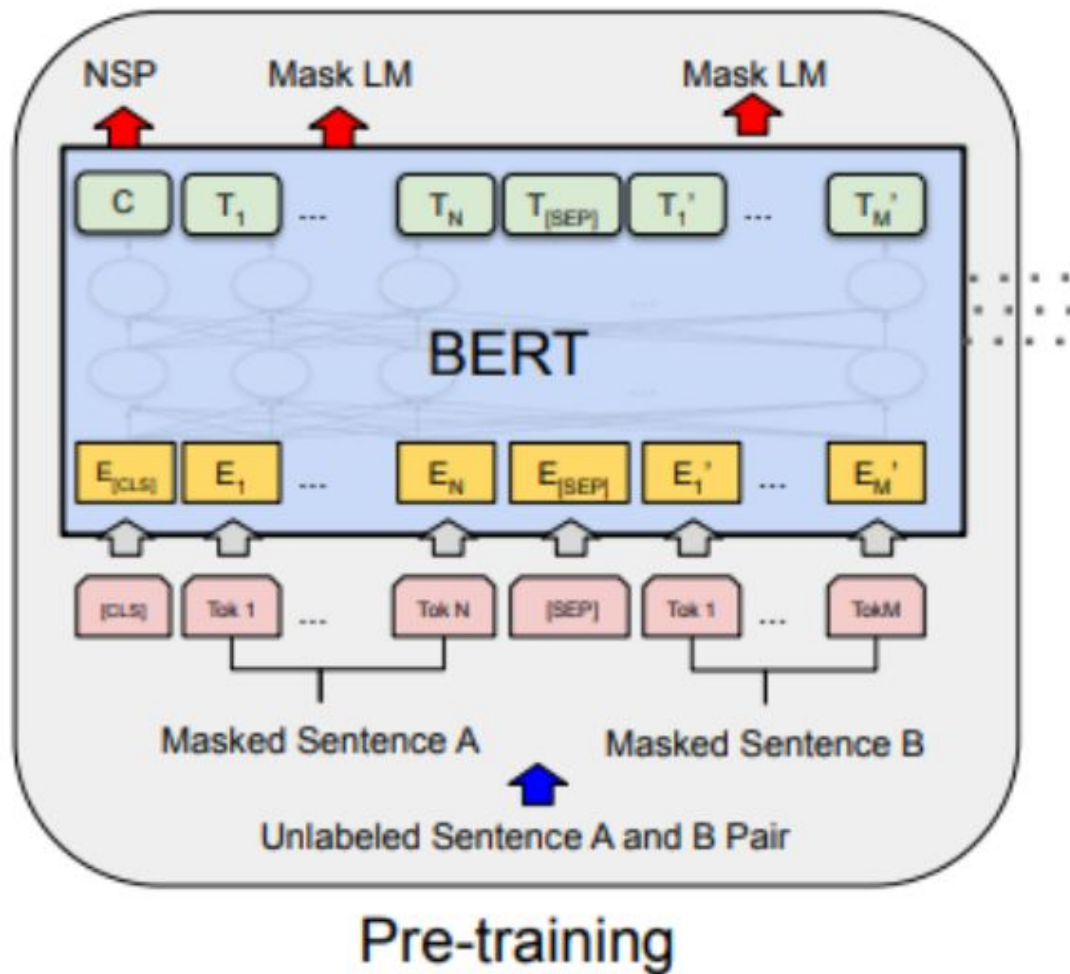 NSP Mask LM Mask LM
C T1 ... TN T[SEP] T1’ ... TM’
...
BERT
...
E[CLS] E1 ... EN E[SEP] E1’ ... EM’
[CLS] Tok 1 ... Tok N [SEP] Tok 1 ... TokM
Masked Sentence A Masked Sentence B
Unlabeled Sentence A and B Pair
Pre-training